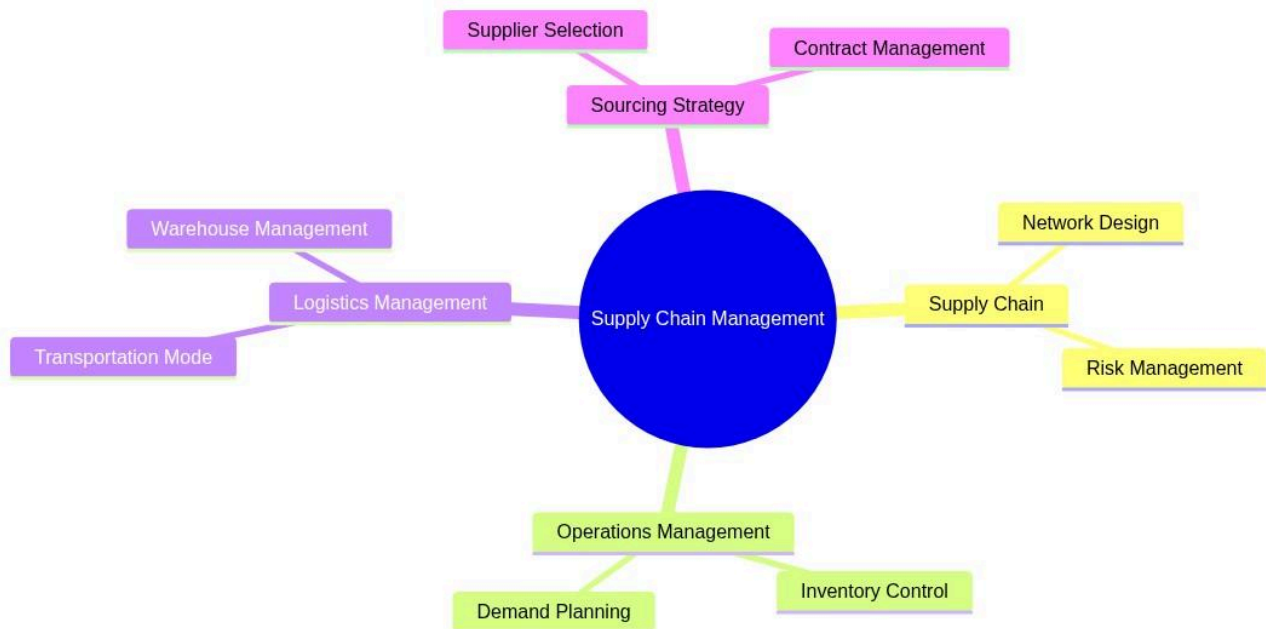 Supplier Selection
Contract Management
Sourcing Strategy
Warehouse Management
Network Design
Logistics Management
Supply Chain Management
Supply Chain
Transportation Mode
Risk Management
Operations Management
Inventory Control
Demand Planning